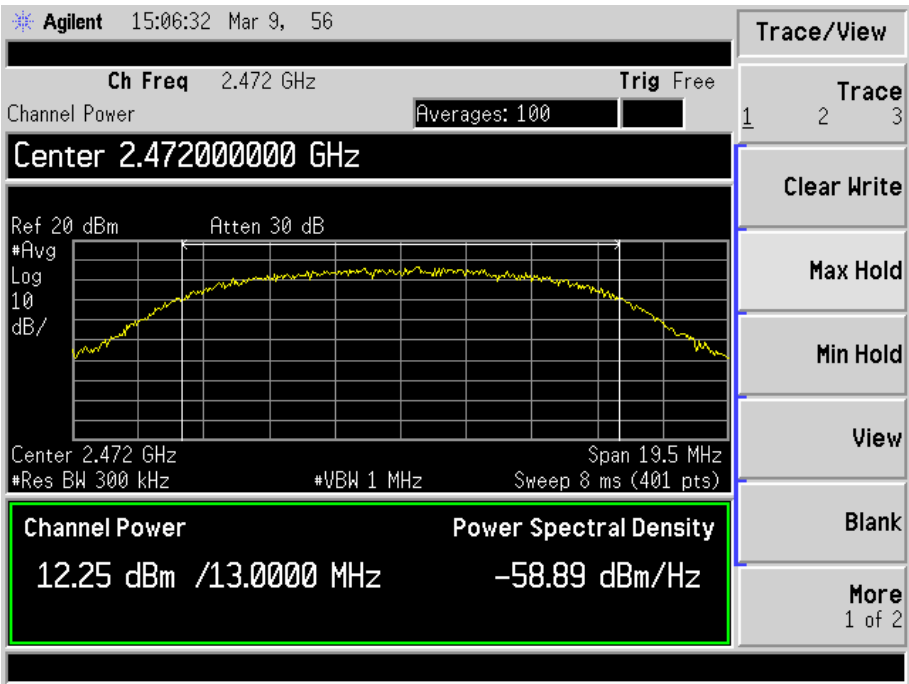 Agilent 15:06:32 Mar 9, 56
Trace/View
Ch Freq 2.472 GHz Trig Free
Channel Power Averages: 100
Trace
1 2 3
Center 2.472000000 GHz
Clear Write
Ref 20 dBm Atten 30 dB
#Avg
Log
10
dB/
Max Hold
Min Hold
Center 2.472 GHz Span 19.5 MHz
#Res BW 300 kHz #VBW 1 MHz Sweep 8 ms (401 pts)
View
Channel Power Power Spectral Density
12.25 dBm /13.0000 MHz -58.89 dBm/Hz
Blank
More
1 of 2